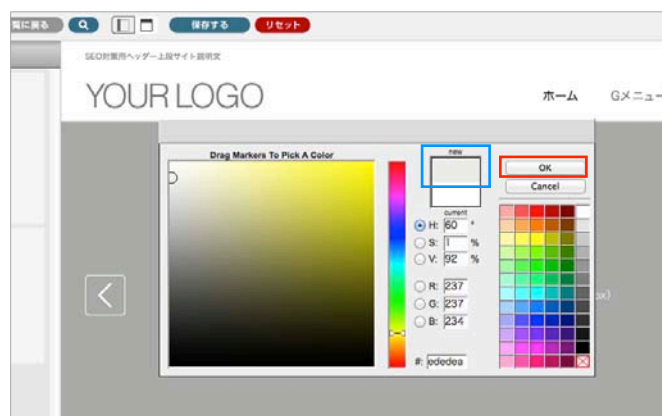 覧に戻る
保存する
リセット
SEO対策用ヘッダー上段サイト説明文
YOUR LOGO
ホーム
Gメニュー
Drag Markers To Pick A Color
new
current
OK
Cancel
H: 60 °
S: 1 %
V: 92 %
R: 237
G: 237
B: 234
#: ededea
px)